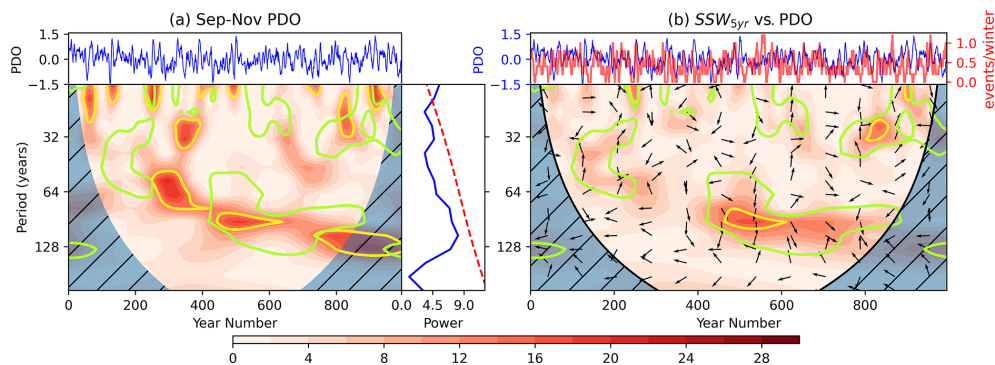 (a) Sep-Nov PDO
(b) SSW5yr vs. PDO
PDO
1.5
0.0
−1.5
PDO
1.5
0.0
−1.5
1.0
0.5
0.0
events/winter
Period (years)
32
64
128
32
64
128
0 200 400 600 800
0.0 4.5 9.0
0 200 400 600 800
Year Number
Power
Year Number
0 4 8 12 16 20 24 28